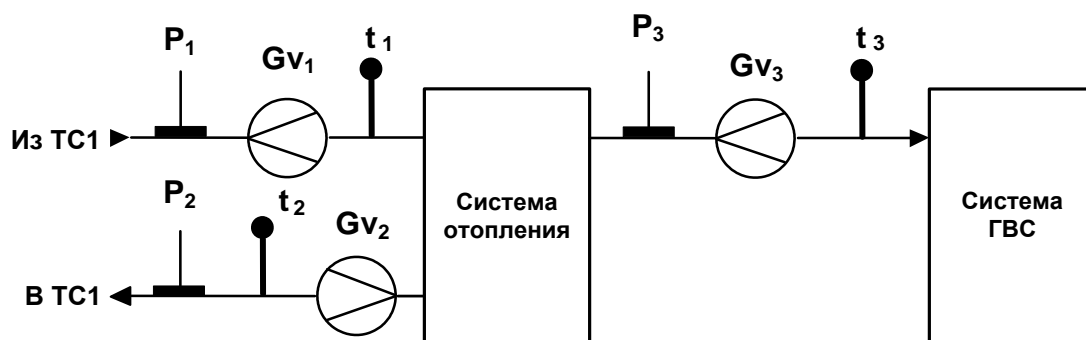 P1 Gv1 t1 P3 Gv3 t3
Из ТС1
Система
отопления
Система
ГВС
P2 t2 Gv2
В ТС1